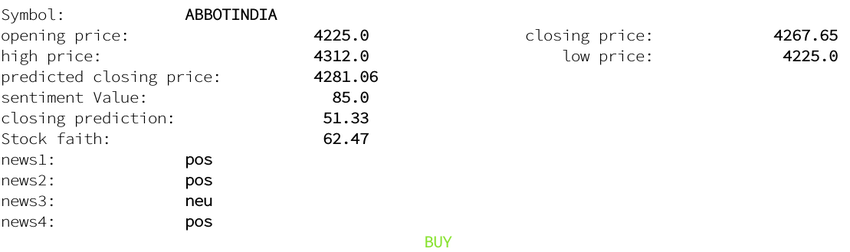 Symbol: ABBOTINDIA
opening price: 4225.0 closing price: 4267.65
high price: 4312.0 low price: 4225.0
predicted closing price: 4281.06
sentiment Value: 85.0
closing prediction: 51.33
Stock faith: 62.47
news1: pos
news2: pos
news3: neu
news4: pos
BUY